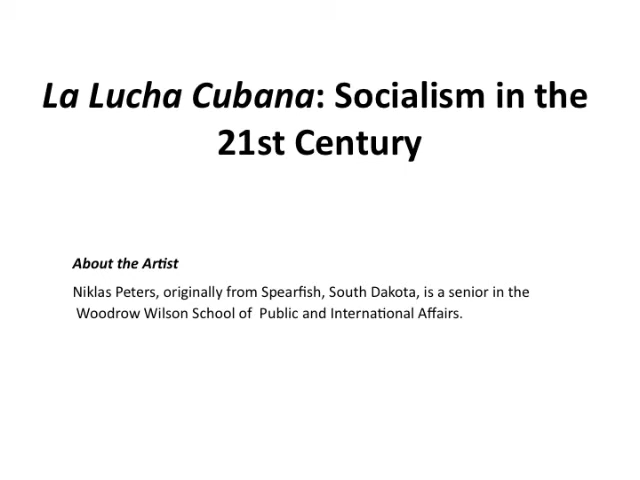 La Lucha Cubana: Socialism in the
21st Century
About the Artist
Niklas Peters, originally from Spearfish, South Dakota, is a senior in the
Woodrow Wilson School of  Public and International Affairs.